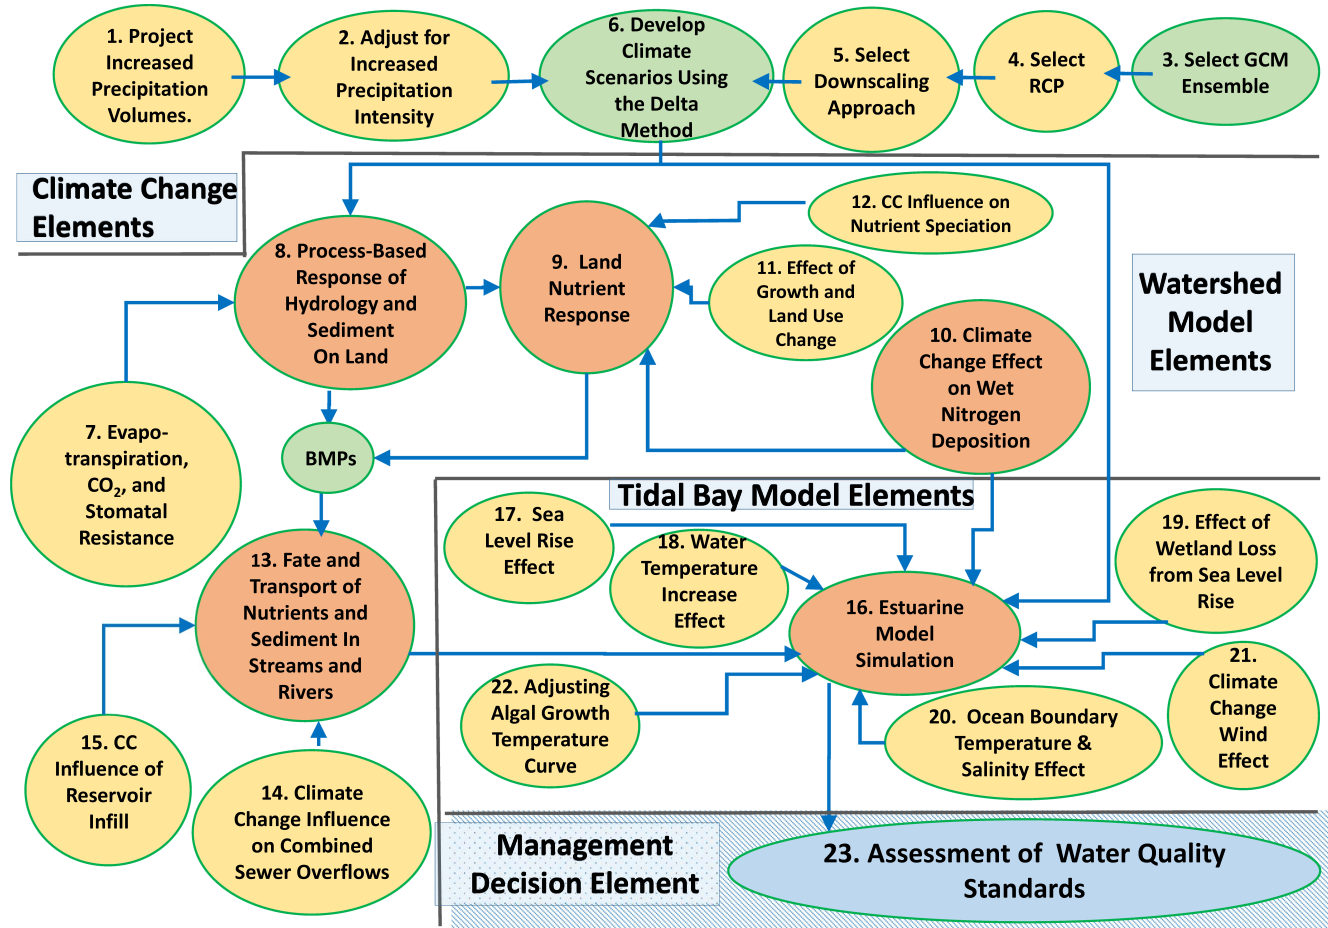 1. Project
Increased
Precipitation
Volumes.
2. Adjust for
Increased
Precipitation
Intensity
6. Develop
Climate
Scenarios Using
the Delta
Method
5. Select
Downscaling
Approach
4. Select
RCP
3. Select GCM
Ensemble
Climate Change
Elements
8. Process-Based
Response of
Hydrology and
Sediment
On Land
9. Land
Nutrient
Response
12. CC Influence on
Nutrient Speciation
11. Effect of
Growth and
Land Use
Change
10. Climate
Change Effect
on Wet
Nitrogen
Deposition
Watershed
Model
Elements
7. Evapo-
transpiration,
CO₂, and
Stomatal
Resistance
BMPs
13. Fate and
Transport of
Nutrients and
Sediment In
Streams and
Rivers
15. CC
Influence of
Reservoir
Infill
14. Climate
Change Influence
on Combined
Sewer Overflows
Tidal Bay Model Elements
17. Sea
Level Rise
Effect
18. Water
Temperature
Increase
Effect
19. Effect of
Wetland Loss
from Sea Level
Rise
16. Estuarine
Model
Simulation
22. Adjusting
Algal Growth
Temperature
Curve
20. Ocean Boundary
Temperature &
Salinity Effect
21.
Climate
Change
Wind
Effect
Management
Decision Element
23. Assessment of Water Quality
Standards